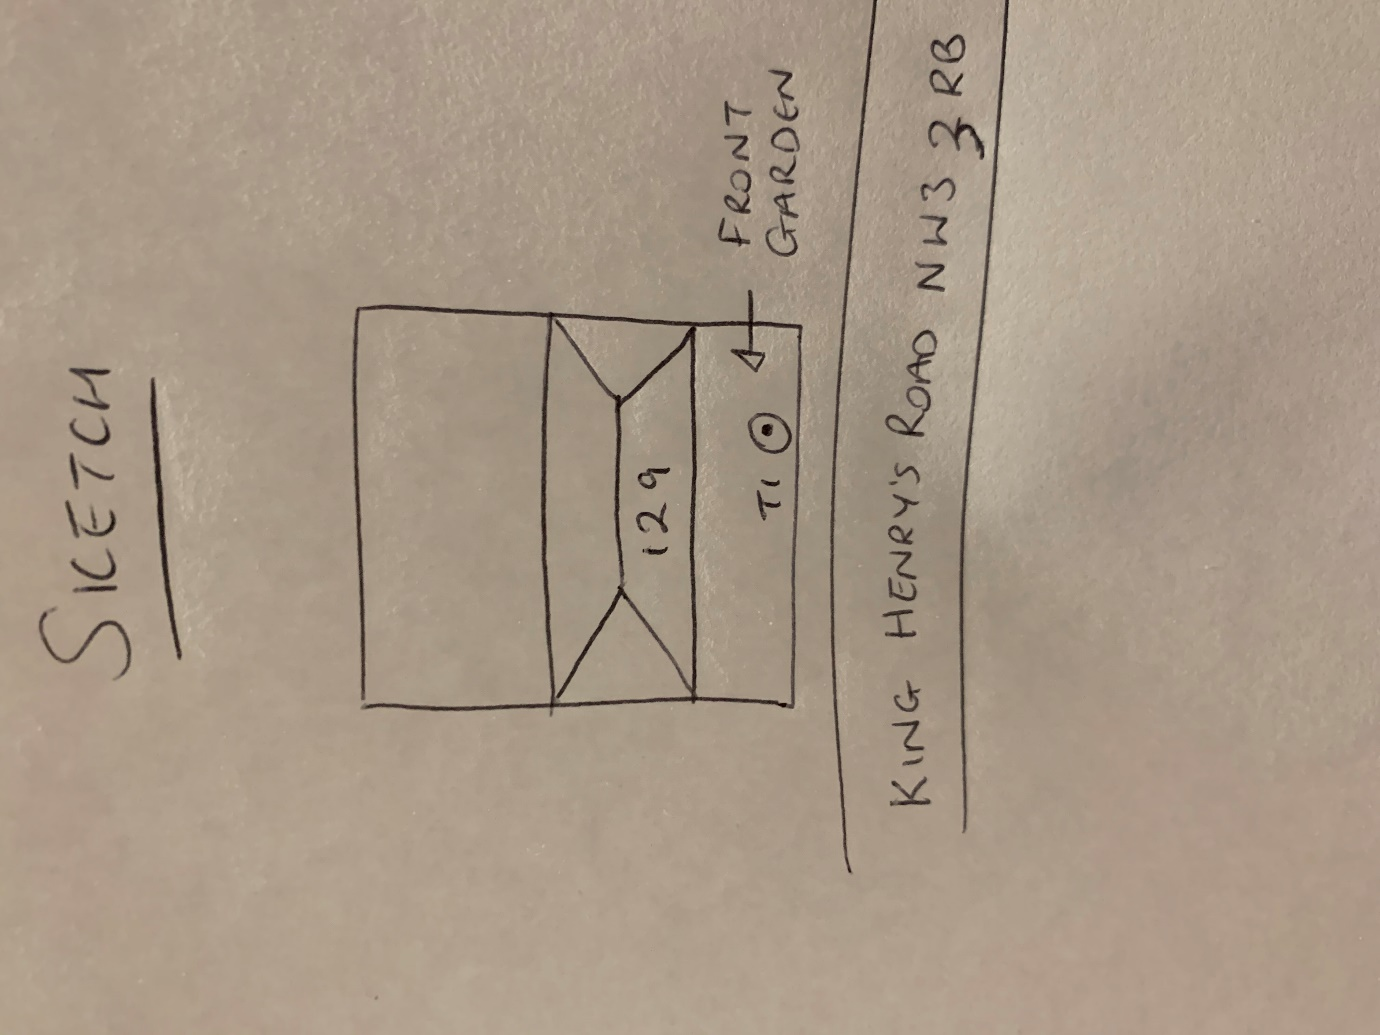 SKETCH
FRONT
GARDEN
129
T1
KING HENRY'S ROAD NW3 3RB